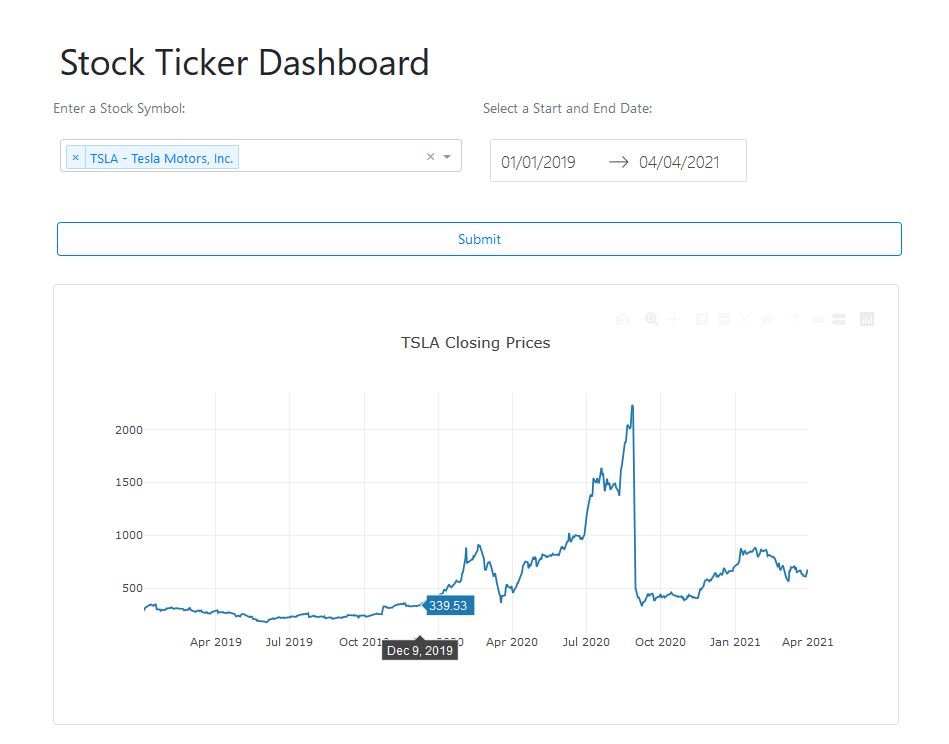 Stock Ticker Dashboard
Enter a Stock Symbol:
Select a Start and End Date:
× TSLA - Tesla Motors, Inc. ×
01/01/2019 → 04/04/2021
Submit
TSLA Closing Prices
2000
1500
1000
500
339.53
Apr 2019 Jul 2019 Oct 2020 Apr 2020 Jul 2020 Oct 2020 Jan 2021 Apr 2021
Dec 9, 2019